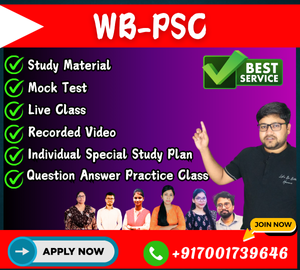 WB-PSC
Study Material
Mock Test
Live Class
Recorded Video
Individual Special Study Plan
Question Answer Practice Class
BEST
SERVICE
JOIN NOW
APPLY NOW
+917001739646